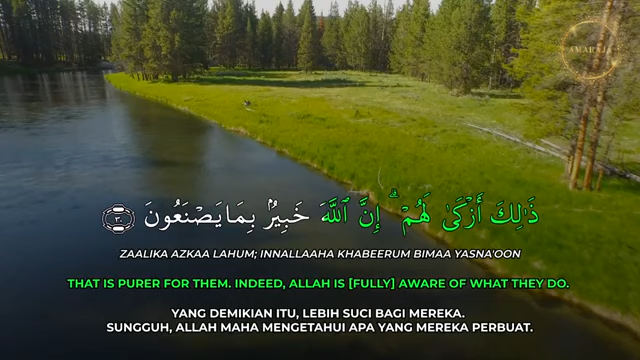 AMARTJA
ذَٰلِكَ أَزْكَىٰ لَهُمْ ۗ إِنَّ ٱللَّهَ خَبِيرٌۢ بِمَا يَصْنَعُونَ ٣٠
ZAALIKA AZKAA LAHUM; INNALLAAHA KHABEERUM BIMAA YASNA'OON
THAT IS PURER FOR THEM. INDEED, ALLAH IS [FULLY] AWARE OF WHAT THEY DO.
YANG DEMIKIAN ITU, LEBIH SUCI BAGI MEREKA.
SUNGGUH, ALLAH MAHA MENGETAHUI APA YANG MEREKA PERBUAT.